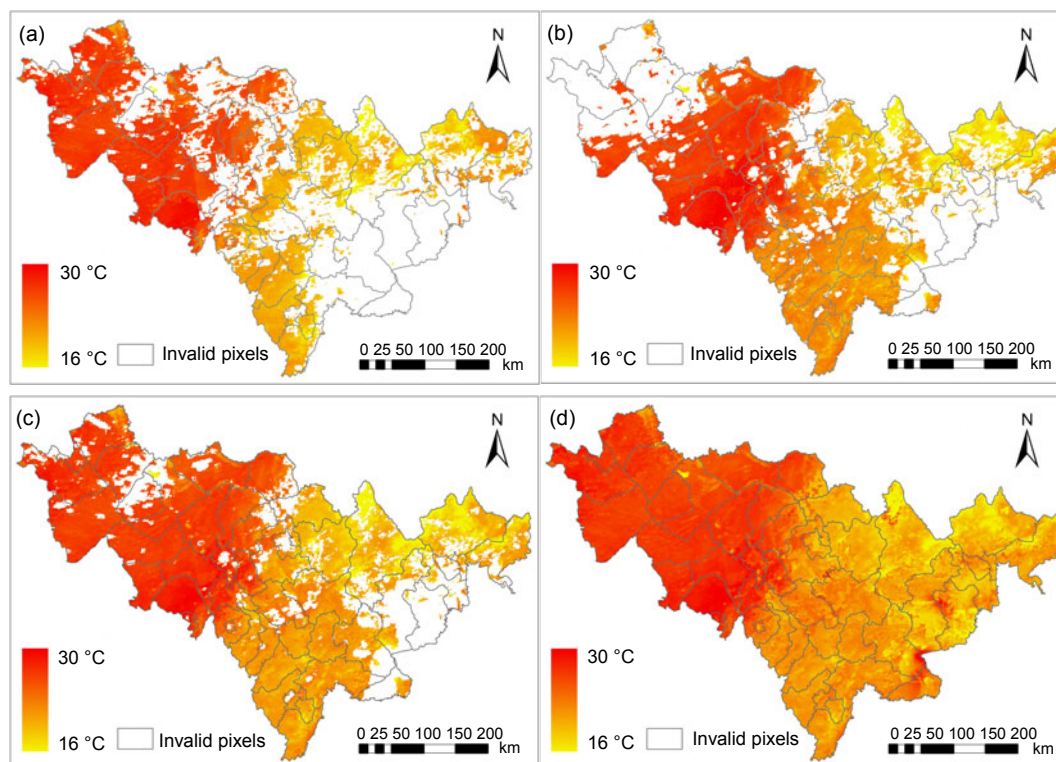 (a)
N
30 °C
16 °C
Invalid pixels
0 25 50 100 150 200
km
(b)
N
30 °C
16 °C
Invalid pixels
0 25 50 100 150 200
km
(c)
N
30 °C
16 °C
Invalid pixels
0 25 50 100 150 200
km
(d)
N
30 °C
16 °C
Invalid pixels
0 25 50 100 150 200
km